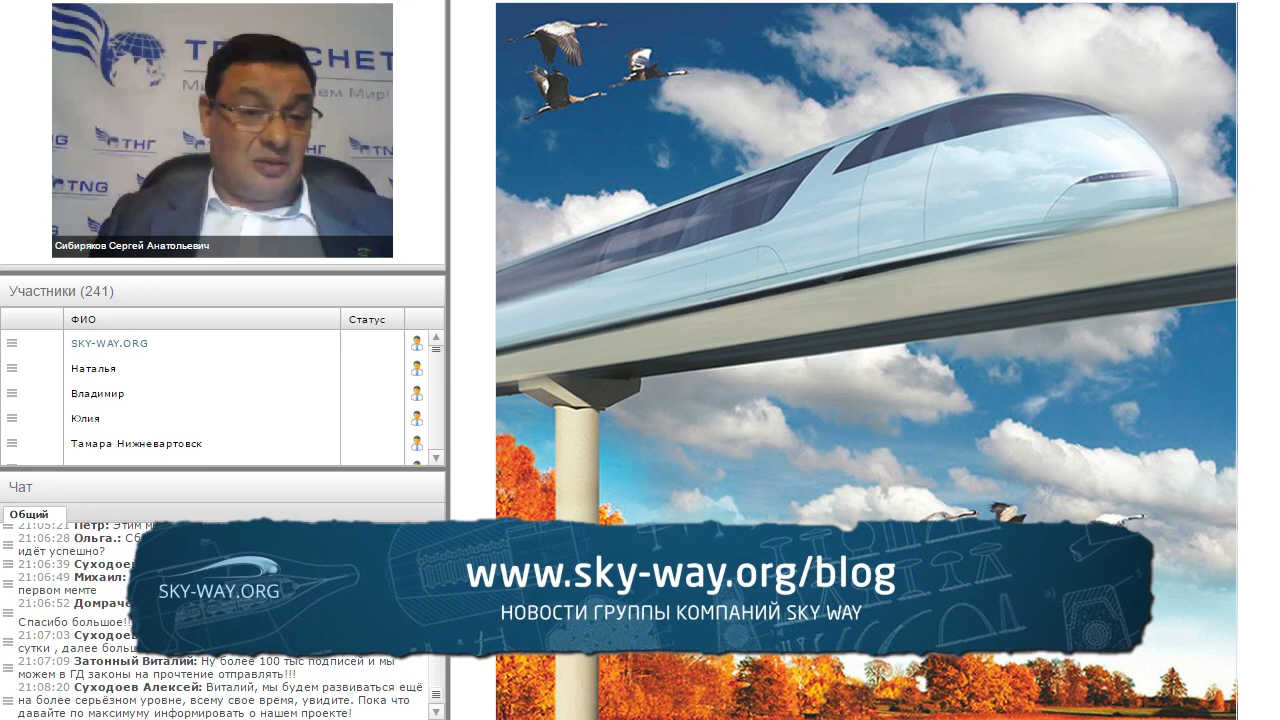 ТНГ
TNG
TNG
Сибиряков Сергей Анатольевич
Участники (241)
ФИО Статус
SKY-WAY.ORG
Наталья
Владимир
Юлия
Тамара Нижневартовск
Чат
Общий
21:05:21 Петр: Этим
21:06:28 Ольга.:
идёт успешно?
21:06:39
21:06:49 Михаил:
первом мемте
21:06:52
Спасибо большое!!
21:07:03
сутки , далее
21:07:09 Затонный Виталий: Ну более 100 тыс подписей и мы
можем в ГД законы на прочтение отправлять!!!
21:08:20 Суходоев Алексей: Виталий, мы будем развиваться ещё
на более серьёзном уровне, всему свое время, увидите. Пока что
давайте по максимуму информировать о нашем проекте!
SKY-WAY.ORG
www.sky-way.org/blog
НОВОСТИ ГРУППЫ КОМПАНИЙ SKY WAY